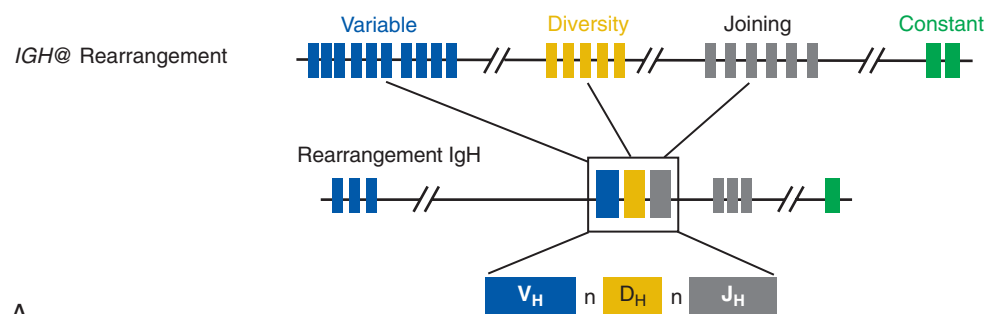 Variable Diversity Joining Constant
IGH@ Rearrangement
Rearrangement IgH
VH n DH n JH
A